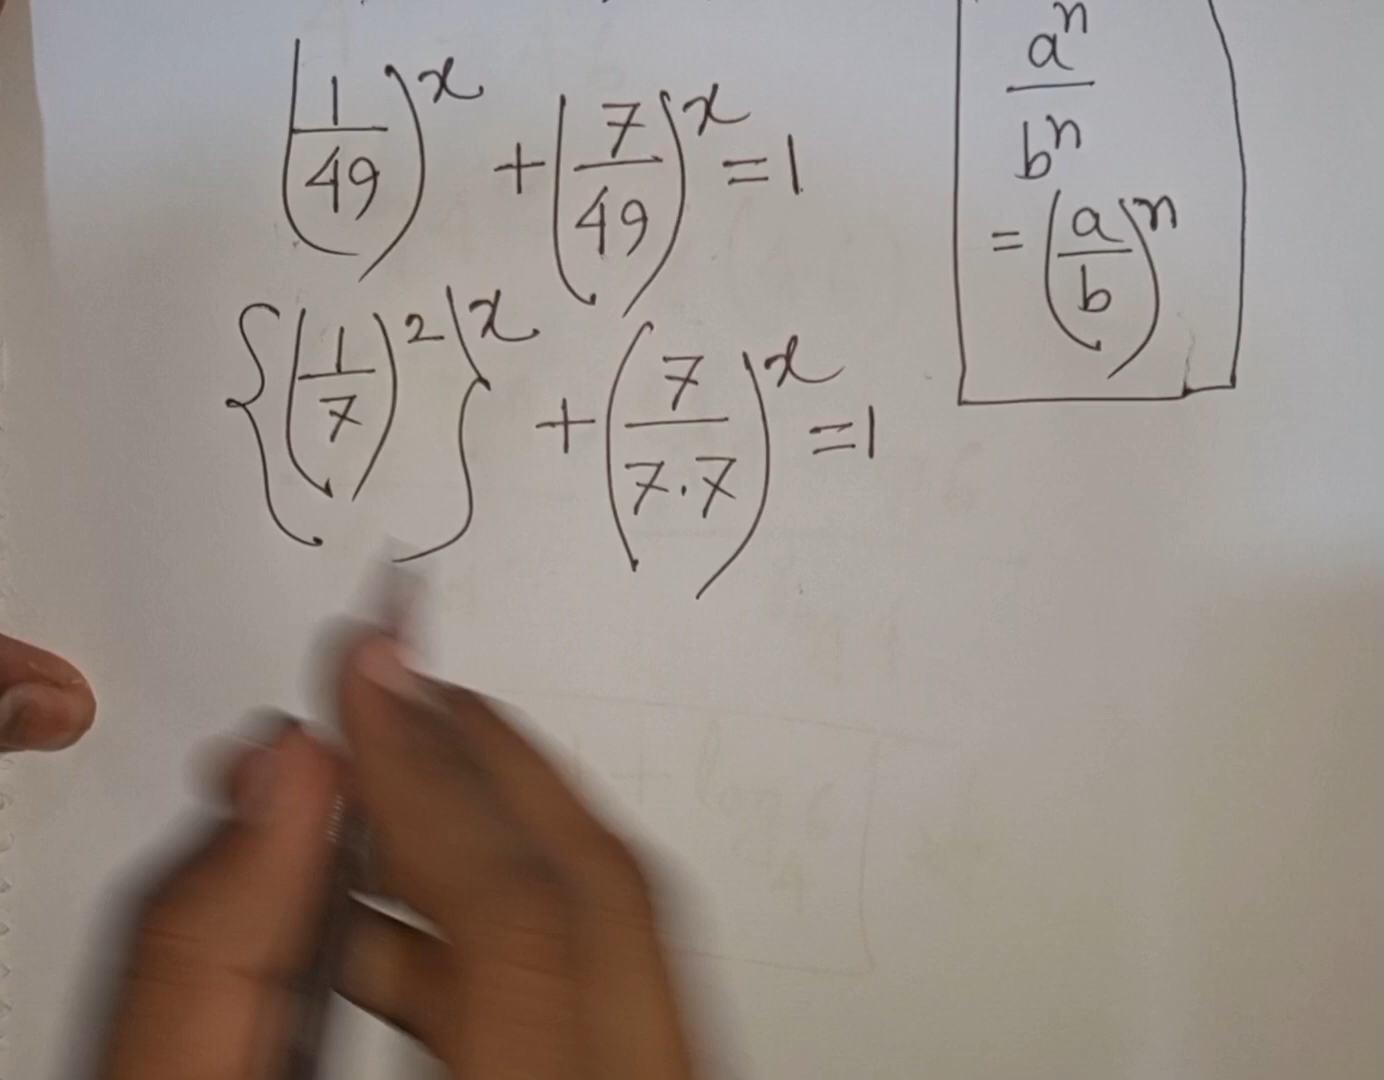 (1/49)^x + (7/49)^x = 1
{(1/7)^2}^x + (7/7.7)^x = 1
a^n
b^n
= (a/b)^n